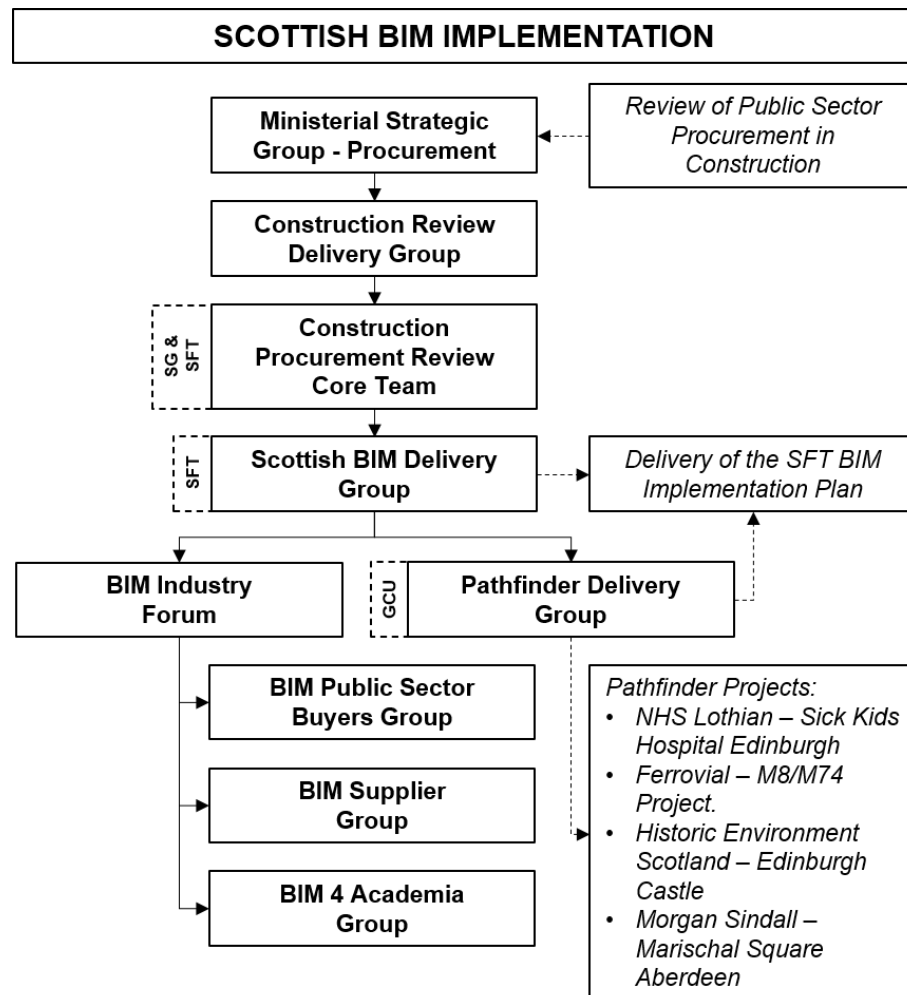 SCOTTISH BIM IMPLEMENTATION
Ministerial Strategic
Group - Procurement
Review of Public Sector
Procurement in
Construction
Construction Review
Delivery Group
SG &
SFT
Construction
Procurement Review
Core Team
SFT
Scottish BIM Delivery
Group
Delivery of the SFT BIM
Implementation Plan
BIM Industry
Forum
GCU
Pathfinder Delivery
Group
BIM Public Sector
Buyers Group
BIM Supplier
Group
BIM 4 Academia
Group
Pathfinder Projects:
• NHS Lothian – Sick Kids
Hospital Edinburgh
• Ferrovial – M8/M74
Project.
• Historic Environment
Scotland – Edinburgh
Castle
• Morgan Sindall –
Marischal Square
Aberdeen